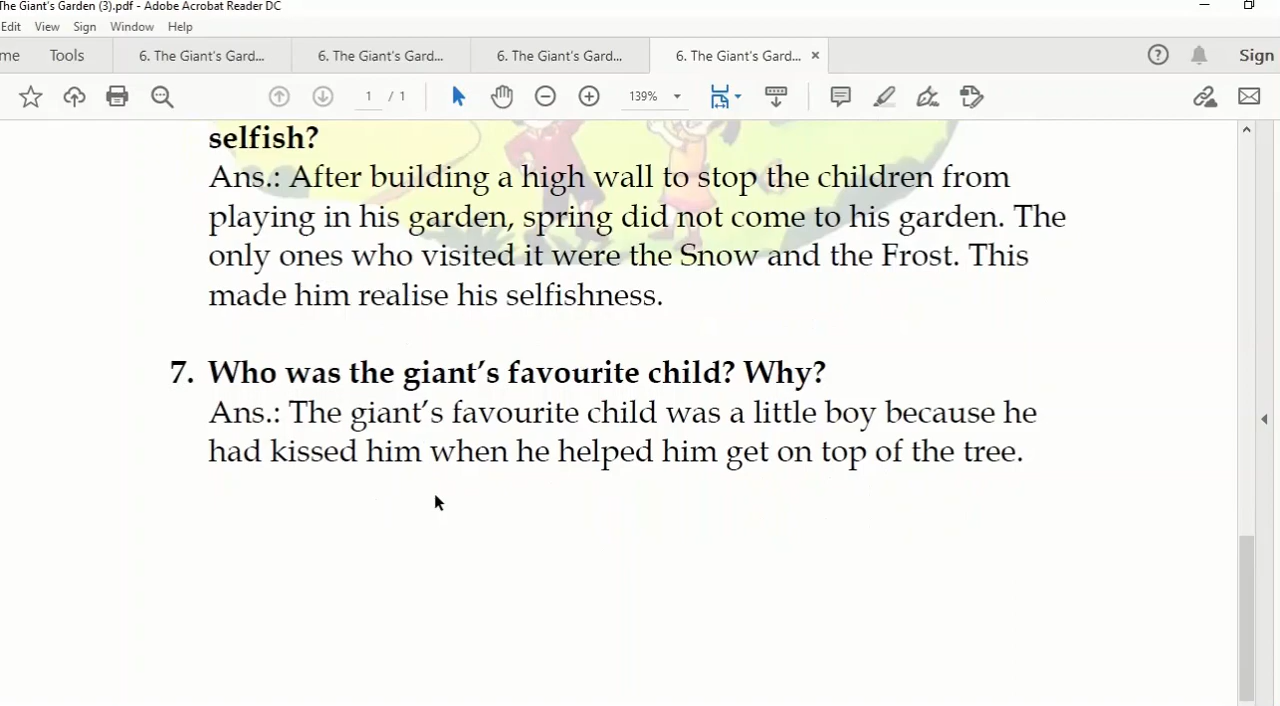 The Giant's Garden (3).pdf - Adobe Acrobat Reader DC
Edit View Sign Window Help
me Tools 6. The Giant's Gard... 6. The Giant's Gard... 6. The Giant's Gard... 6. The Giant's Gard... × Sign
1 / 1 139%
selfish?
Ans.: After building a high wall to stop the children from
playing in his garden, spring did not come to his garden. The
only ones who visited it were the Snow and the Frost. This
made him realise his selfishness.
7. Who was the giant's favourite child? Why?
Ans.: The giant's favourite child was a little boy because he
had kissed him when he helped him get on top of the tree.